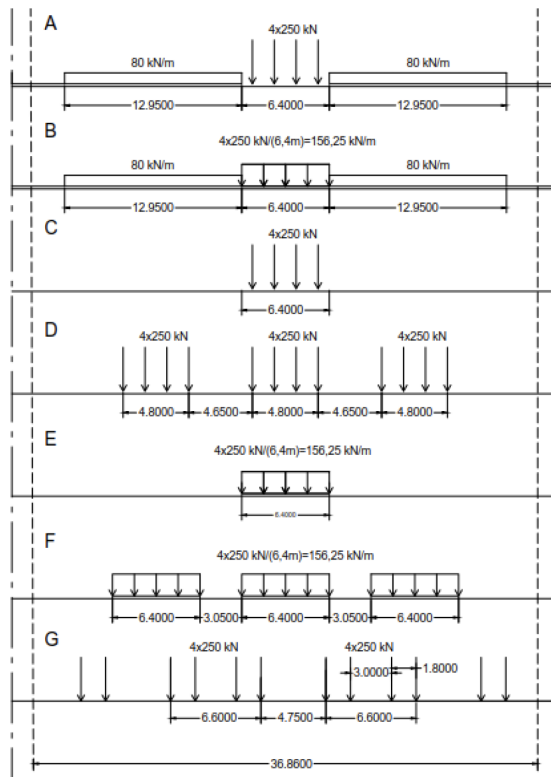 A
4x250 kN
80 kN/m
80 kN/m
12.9500
6.4000
12.9500
B
4x250 kN/(6,4m)=156,25 kN/m
80 kN/m
80 kN/m
12.9500
6.4000
12.9500
C
4x250 kN
6.4000
D
4x250 kN
4x250 kN
4x250 kN
4.8000
4.6500
4.8000
4.6500
4.8000
E
4x250 kN/(6,4m)=156,25 kN/m
6.4000
F
4x250 kN/(6,4m)=156,25 kN/m
6.4000
3.0500
6.4000
3.0500
6.4000
G
4x250 kN
4x250 kN
3.0000
1.8000
6.6000
4.7500
6.6000
36.8600